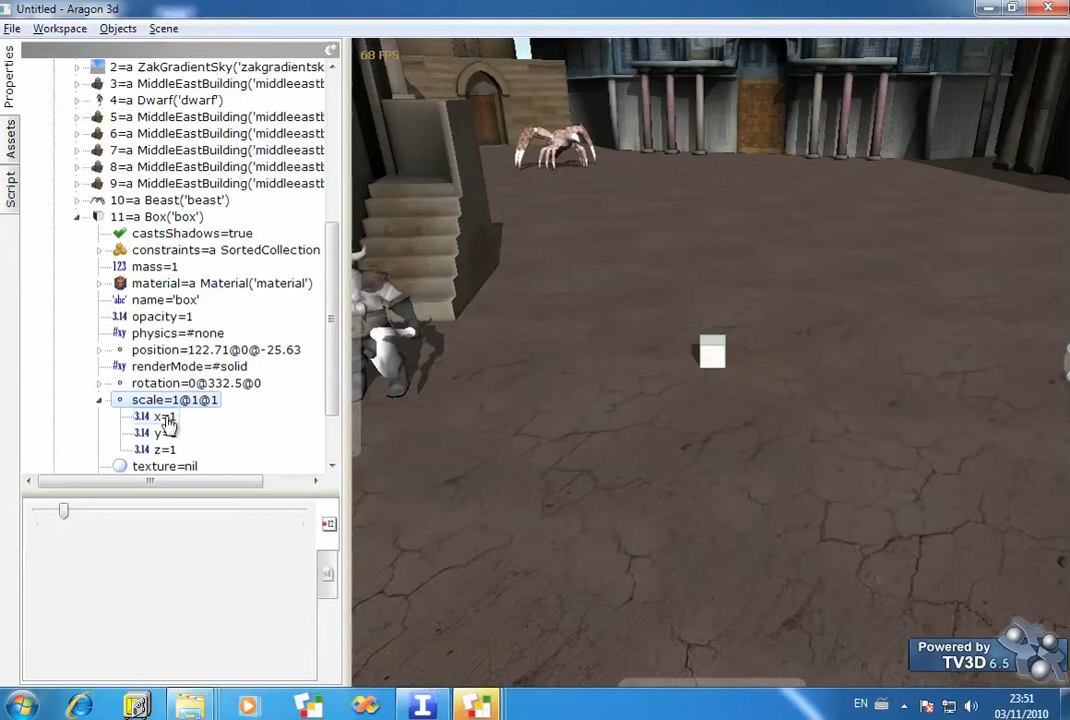 Untitled - Aragon 3d
File Workspace Objects Scene
Properties
Assets
Script
2=a ZakGradientSky('zakgradientsk
3=a MiddleEastBuilding('middleeastb
4=a Dwarf('dwarf')
5=a MiddleEastBuilding('middleeastb
6=a MiddleEastBuilding('middleeastb
7=a MiddleEastBuilding('middleeastb
8=a MiddleEastBuilding('middleeastb
9=a MiddleEastBuilding('middleeastb
10=a Beast('beast')
11=a Box('box')
castsShadows=true
constraints=a SortedCollection
123 mass=1
material=a Material('material')
'abc' name='box'
3.14 opacity=1
#xy physics=#none
position=122.71@0@-25.63
#xy renderMode=#solid
rotation=0@332.5@0
scale=1@1@1
3.14 x=1
3.14 y=
3.14 z=1
texture=nil
68 FPS
Powered by
TV3D 6.5
EN
23:51
03/11/2010